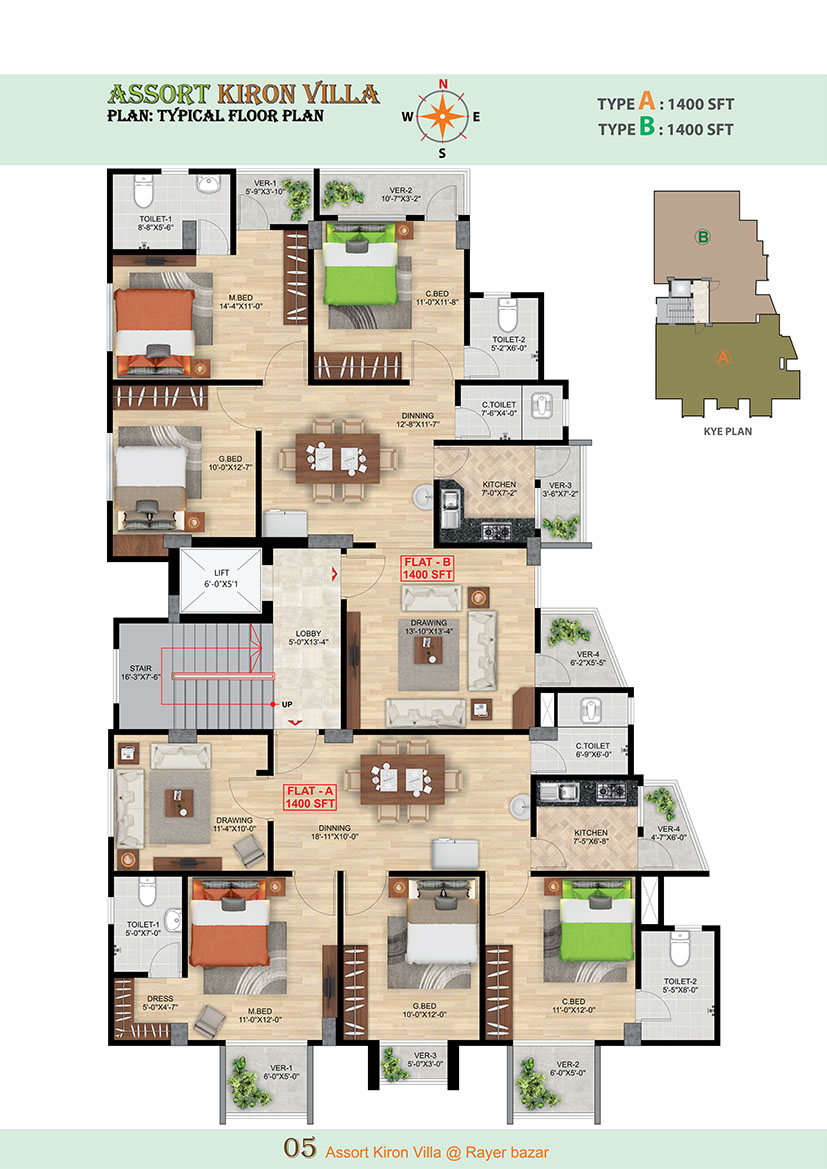 ASSORT KIRON VILLA
PLAN: TYPICAL FLOOR PLAN
N
W E
S
TYPE A : 1400 SFT
TYPE B : 1400 SFT
B
A
KYE PLAN
VER-1
5'-9"X3'-10"
VER-2
10'-7"X3'-2"
TOILET-1
8'-8"X5'-6"
M.BED
14'-4"X11'-0"
C.BED
11'-0"X11'-8"
TOILET-2
5'-2"X6'-0"
C.TOILET
7'-6"X4'-0"
DINNING
12'-8"X11'-7"
G.BED
10'-0"X12'-7"
KITCHEN
7'-0"X7'-2"
VER-3
3'-6"X7'-2"
LIFT
6'-0"X5'1
FLAT - B
1400 SFT
LOBBY
5'-0"X13'-4"
DRAWING
13'-10"X13'-4"
VER-4
6'-2"X5'-5"
STAIR
16'-3"X7'-6"
UP
C.TOILET
6'-9"X6'-0"
FLAT - A
1400 SFT
DRAWING
11'-4"X10'-0"
DINNING
18'-11"X10'-0"
KITCHEN
7'-5"X6'-8"
VER-4
4'-7"X6'-0"
TOILET-1
5'-0"X7'-0"
DRESS
5'-0"X4'-7"
M.BED
11'-0"X12'-0"
G.BED
10'-0"X12'-0"
C.BED
11'-0"X12'-0"
TOILET-2
5'-5"X8'-0"
VER-1
6'-0"X5'-0"
VER-3
5'-0"X3'-0"
VER-2
6'-0"X5'-0"
05 Assort Kiron Villa @ Rayer bazar